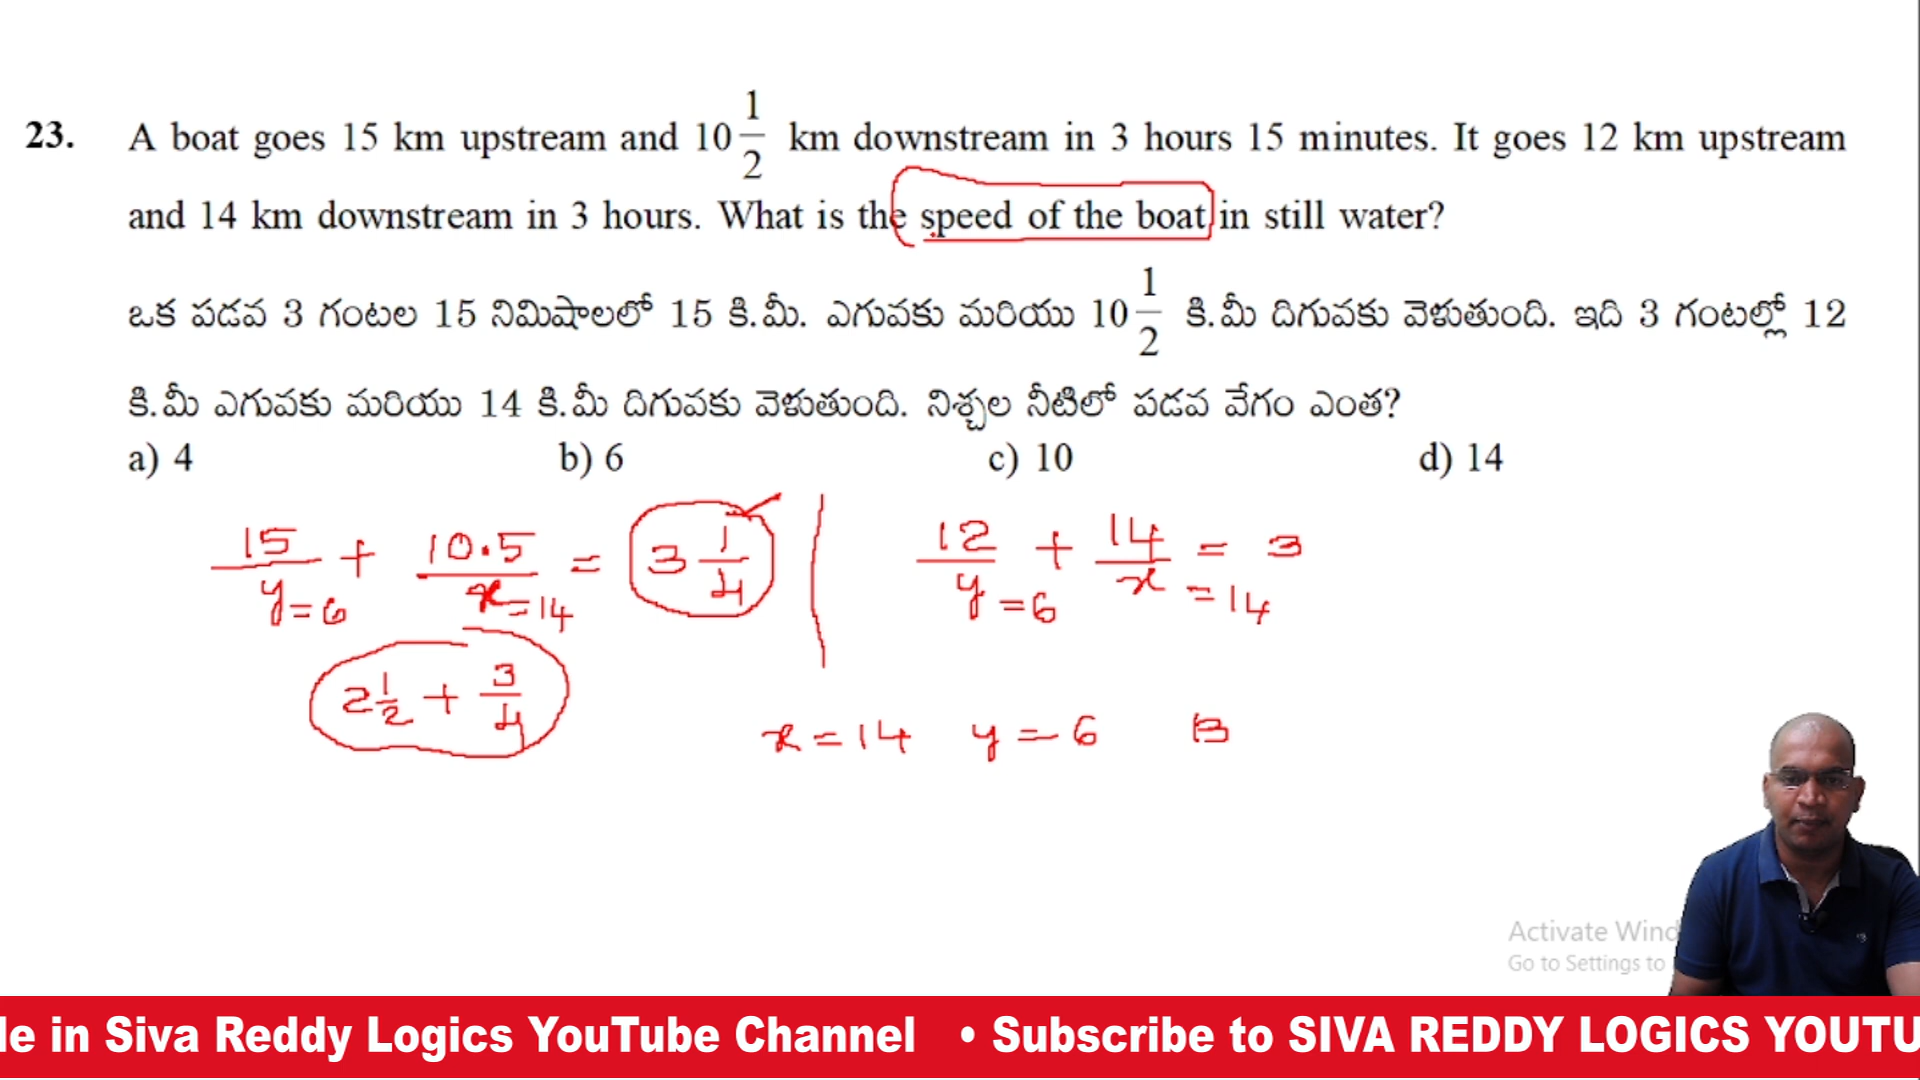 23. A boat goes 15 km upstream and 10 1/2 km downstream in 3 hours 15 minutes. It goes 12 km upstream
and 14 km downstream in 3 hours. What is the speed of the boat in still water?
ఒక పడవ 3 గంటల 15 నిమిషాలలో 15 కి.మీ. ఎగువకు మరియు 10 1/2 కి.మీ దిగువకు వెళుతుంది. ఇది 3 గంటల్లో 12
కి.మీ ఎగువకు మరియు 14 కి.మీ దిగువకు వెళుతుంది. నిశ్చల నీటిలో పడవ వేగం ఎంత?
a) 4 b) 6 c) 10 d) 14
15/y=6 + 10.5/x=14 = 3 1/4 12/y=6 + 14/x=14 = 3
2 1/2 + 3/4
x=14 y=6 B
Activate Wind
Go to Settings to
le in Siva Reddy Logics YouTube Channel • Subscribe to SIVA REDDY LOGICS YOUTU